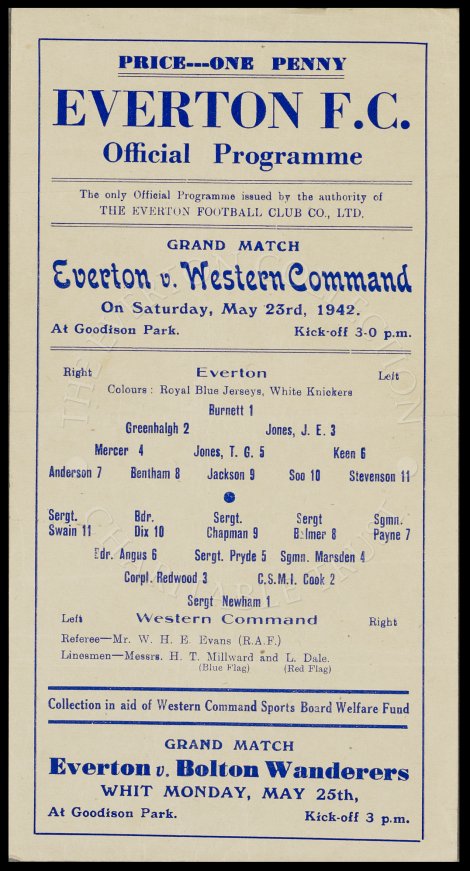 PRICE---ONE PENNY
EVERTON F.C.
Official Programme
The only Official Programme issued by the authority of
THE EVERTON FOOTBALL CLUB CO., LTD.
GRAND MATCH
Everton v. Western Command
On Saturday, May 23rd, 1942.
At Goodison Park. Kick-off 3-0 p.m.
Right Everton Left
Colours : Royal Blue Jerseys, White Knickers
Burnett 1
Greenhalgh 2 Jones, J. E. 3
Mercer 4 Jones, T. G. 5 Keen 6
Anderson 7 Bentham 8 Jackson 9 Soo 10 Stevenson 11
Sergt. Bdr. Sergt. Sergt Sgmn.
Swain 11 Dix 10 Chapman 9 Balmer 8 Payne 7
Bdr. Angus 6 Sergt. Pryde 5 Sgmn. Marsden 4
Corpl. Redwood 3 C.S.M.I. Cook 2
Sergt Newham 1
Left Western Command Right
Referee—Mr. W. H. E. Evans (R.A.F.)
Linesmen—Messrs. H. T. Millward and L. Dale.
(Blue Flag) (Red Flag)
Collection in aid of Western Command Sports Board Welfare Fund
GRAND MATCH
Everton v. Bolton Wanderers
WHIT MONDAY, MAY 25th,
At Goodison Park. Kick-off 3 p.m.